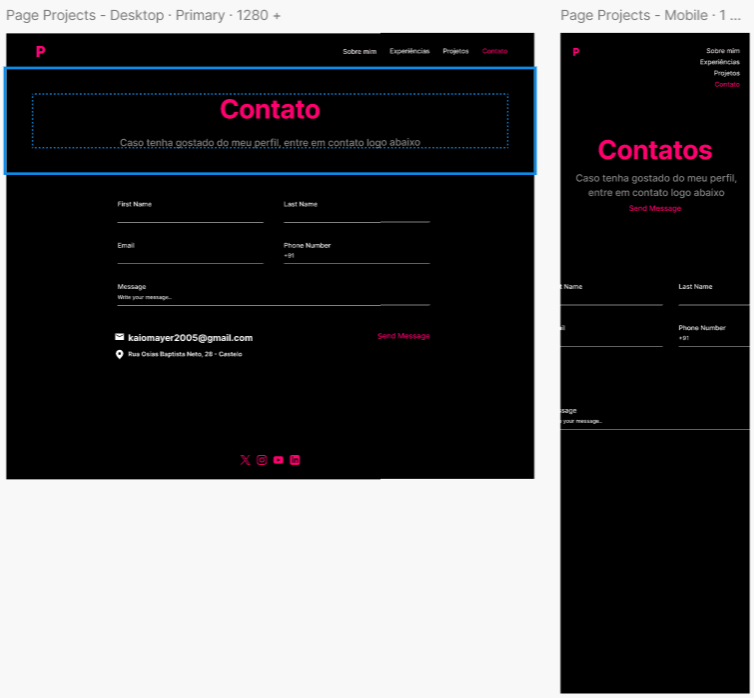 Page Projects - Desktop · Primary · 1280 +
P
Sobre mim Experiências Projetos Contato
Contato
Caso tenha gostado do meu perfil, entre em contato logo abaixo
First Name Last Name
Email Phone Number
+91
Message
Write your message..
kaiomayer2005@gmail.com Send Message
Rua Osias Baptista Neto, 28 - Castelo
Page Projects - Mobile · 1 ...
P
Sobre mim
Experiências
Projetos
Contato
Contatos
Caso tenha gostado do meu perfil,
entre em contato logo abaixo
Send Message
t Name Last Name
il Phone Number
+91
ssage
your message..